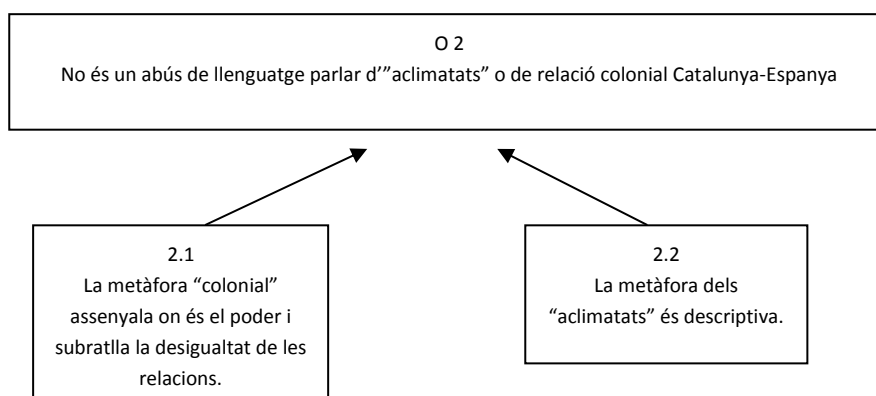 O 2
No és un abús de llenguatge parlar d’”aclimatats” o de relació colonial Catalunya-Espanya
2.1
La metàfora “colonial”
assenyala on és el poder i
subratlla la desigualtat de les
relacions.
2.2
La metàfora dels
“aclimatats” és descriptiva.